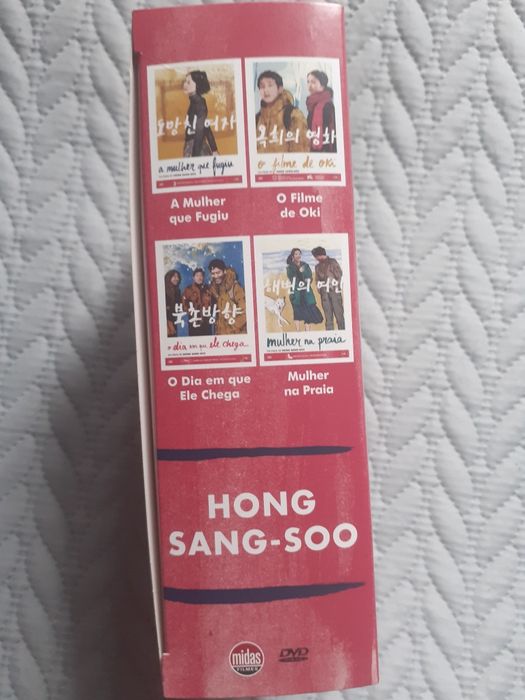 도망친 여자
a mulher que fugiu
옥희의 영화
o filme de oki
A Mulher
que Fugiu
O Filme
de Oki
북촌방향
o dia em que ele chega
해변의 여인
mulher na praia
O Dia em que
Ele Chega
Mulher
na Praia
HONG
SANG-SOO
midas
FILMES
DVD